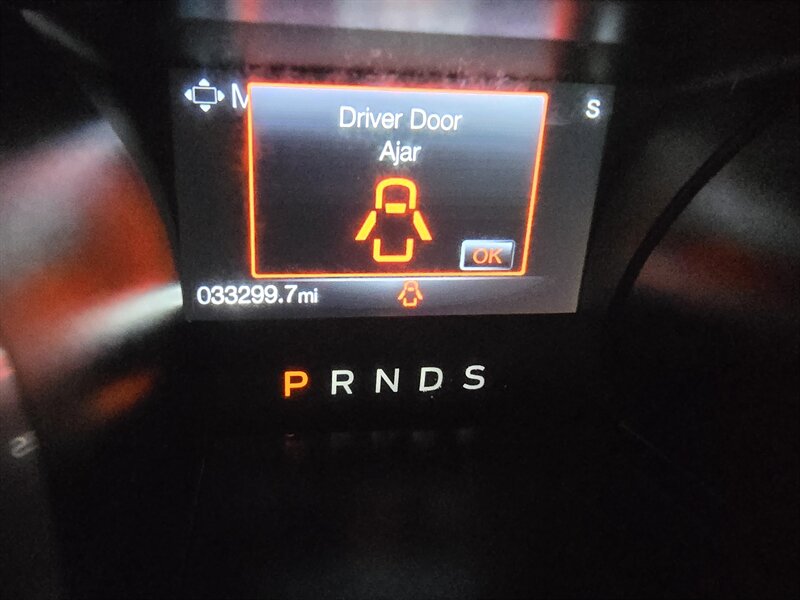 M
S
Driver Door
Ajar
OK
033299.7mi
P R N D S